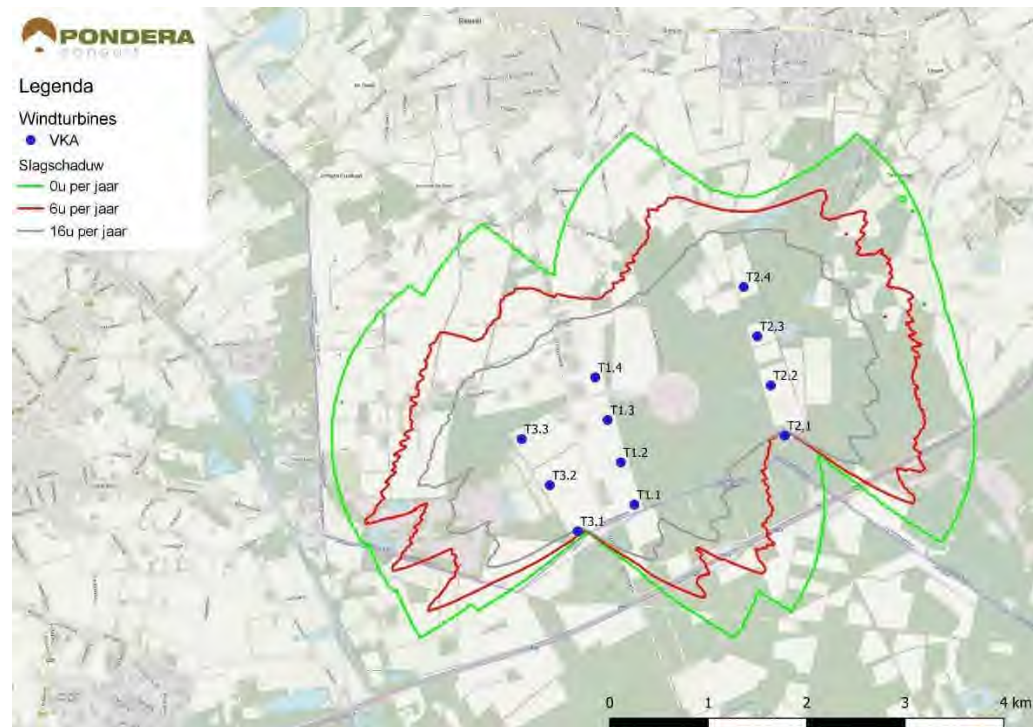 PONDERA
consult
Legenda
Windturbines
VKA
Slagschaduw
0u per jaar
6u per jaar
16u per jaar
T2.4
T2.3
T1.4
T2.2
T1.3
T3.3
T2.1
T1.2
T3.2
T1.1
T3.1
0
1
2
3
4 km